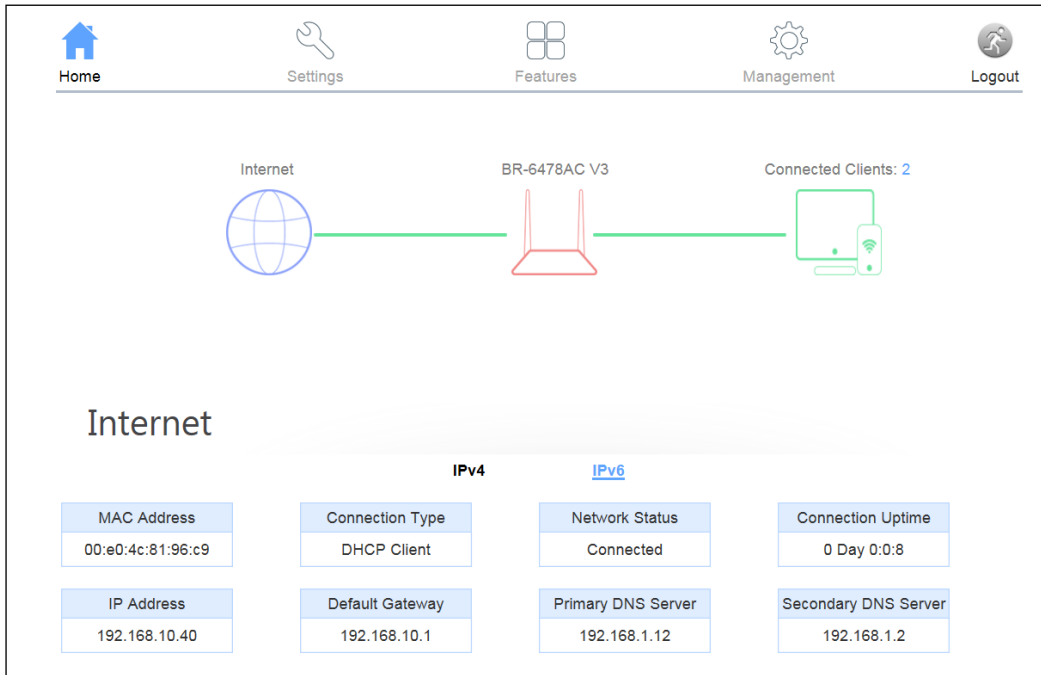 Home Settings Features Management Logout
Internet BR-6478AC V3 Connected Clients: 2
Internet
IPv4 IPv6
MAC Address Connection Type Network Status Connection Uptime
00:e0:4c:81:96:c9 DHCP Client Connected 0 Day 0:0:8
IP Address Default Gateway Primary DNS Server Secondary DNS Server
192.168.10.40 192.168.10.1 192.168.1.12 192.168.1.2